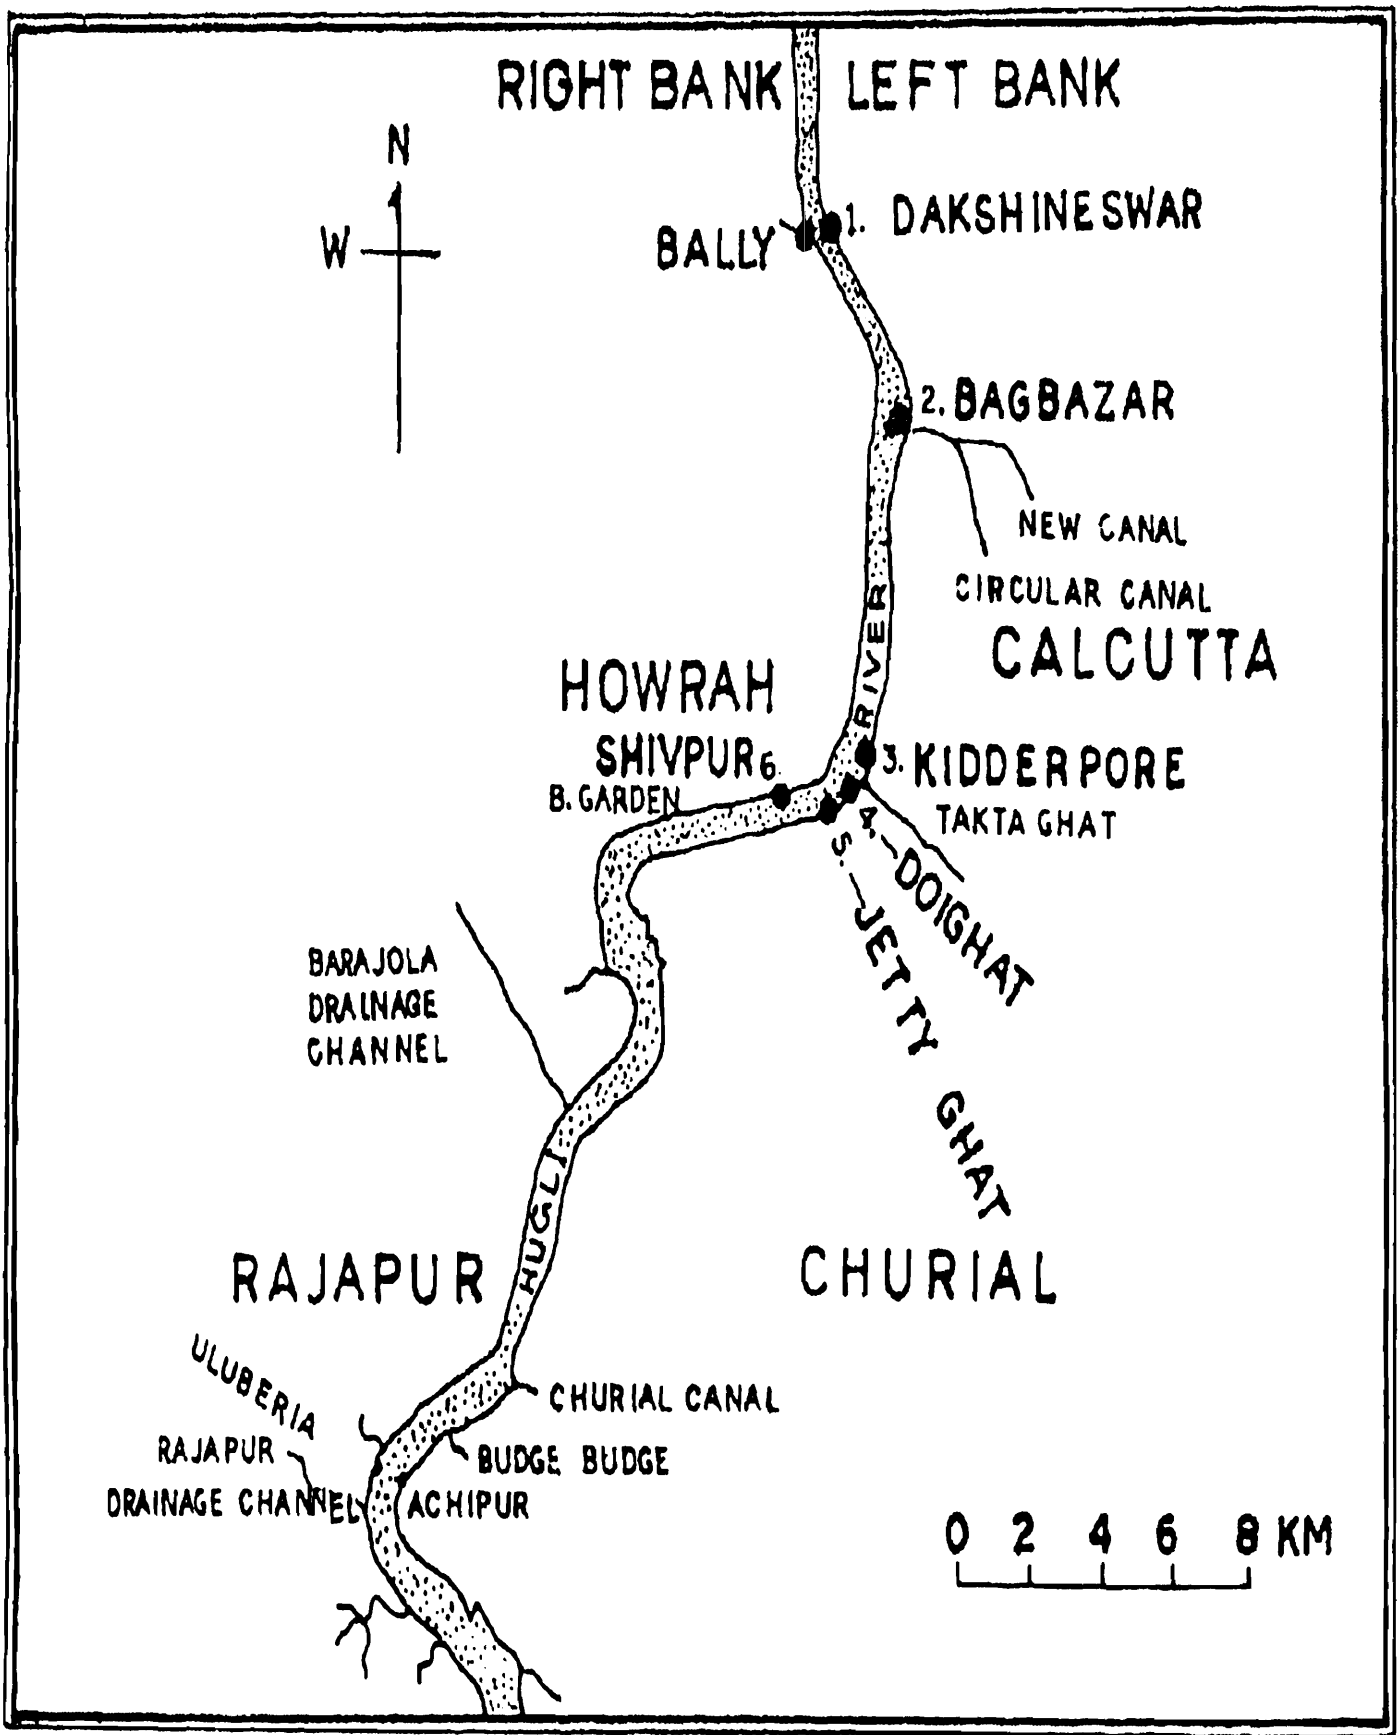 RIGHT BANK LEFT BANK
N
W
BALLY 1. DAKSHINESWAR
2. BAGBAZAR
NEW CANAL
CIRCULAR CANAL
CALCUTTA
RIVER
HOWRAH
SHIVPUR 6
B. GARDEN
3. KIDDERPORE
TAKTA GHAT
4. DOIGHAT
5. JETTY GHAT
BARAJOLA
DRAINAGE
CHANNEL
HUGLI
RAJAPUR CHURIAL
ULUBERIA
CHURIAL CANAL
RAJAPUR
DRAINAGE CHANNEL
BUDGE BUDGE
ACHIPUR
0 2 4 6 8 KM